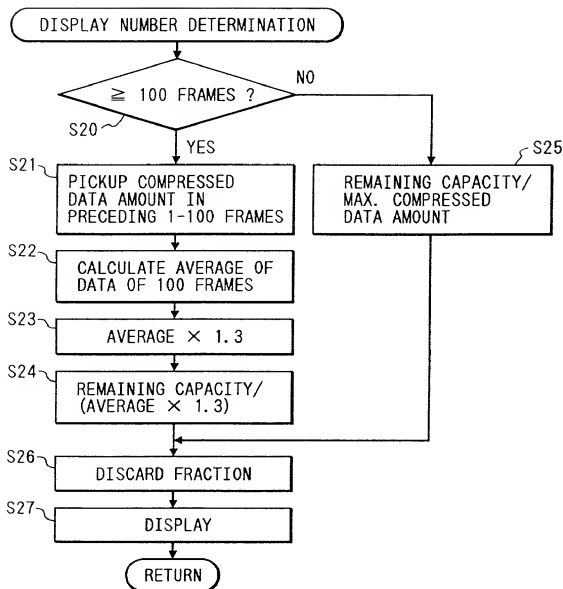 DISPLAY NUMBER DETERMINATION
≧ 100 FRAMES ?
NO
S20
YES
S21
PICKUP COMPRESSED
DATA AMOUNT IN
PRECEDING 1-100 FRAMES
S25
REMAINING CAPACITY/
MAX. COMPRESSED
DATA AMOUNT
S22
CALCULATE AVERAGE OF
DATA OF 100 FRAMES
S23
AVERAGE × 1.3
S24
REMAINING CAPACITY/
(AVERAGE × 1.3)
S26
DISCARD FRACTION
S27
DISPLAY
RETURN